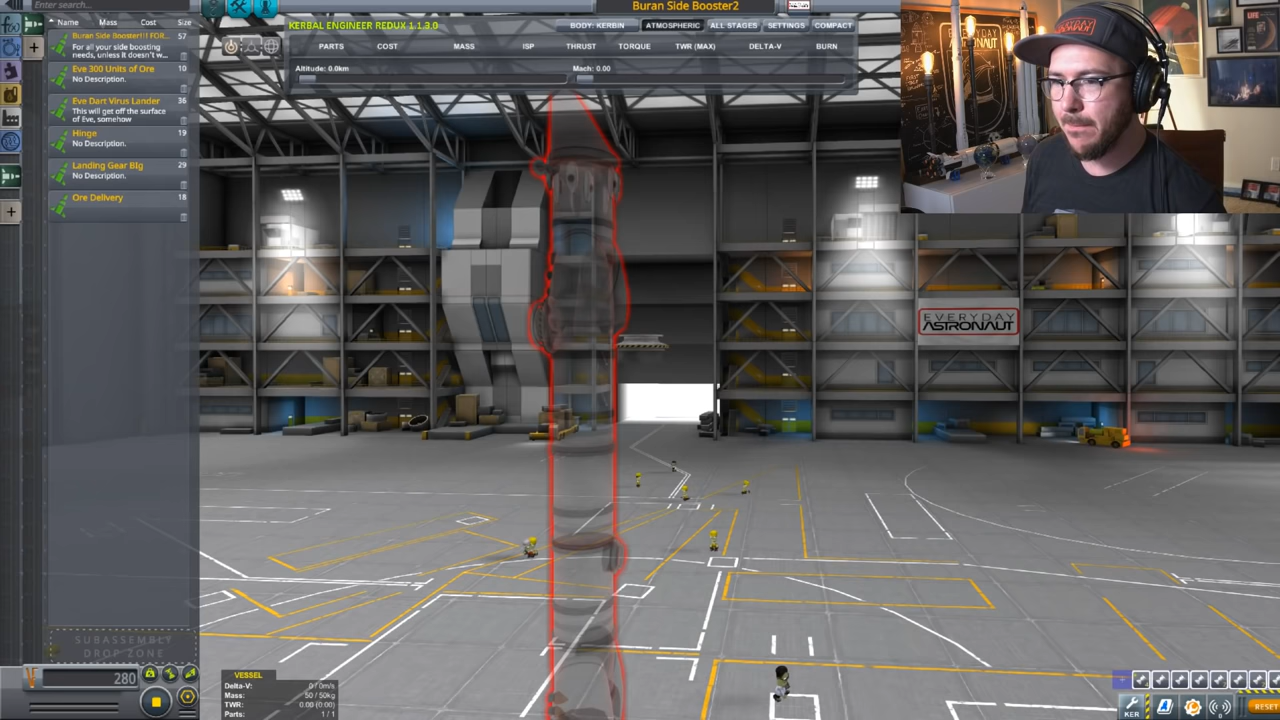 Enter search...
Buran Side Booster2
KERBAL ENGINEER REDUX 1.1.3.0
BODY: KERBIN
ATMOSPHERIC
ALL STAGES
SETTINGS
COMPACT
PARTS
COST
MASS
ISP
THRUST
TORQUE
TWR (MAX)
DELTA-V
BURN
Altitude: 0.0km
Mach: 0.00
Name
Mass
Cost
Size
Buran Side Booster!!! FOR...
57
For all your side boosting
needs, unless it doesn't w...
Eve 300 Units of Ore
10
No Description.
Eve Dart Virus Lander
36
This will get off the surface
of Eve, somehow
Hinge
19
No Description.
Landing Gear BIg
29
No Description.
Ore Delivery
18
EVERYDAY
ASTRONAUT
SUBASSEMBLY
DROP ZONE
280
VESSEL
Delta-V: 0 / 0m/s
Mass: 50 / 50kg
TWR: 0.00 (0.00)
Parts: 1 / 1
KER
0
RESET